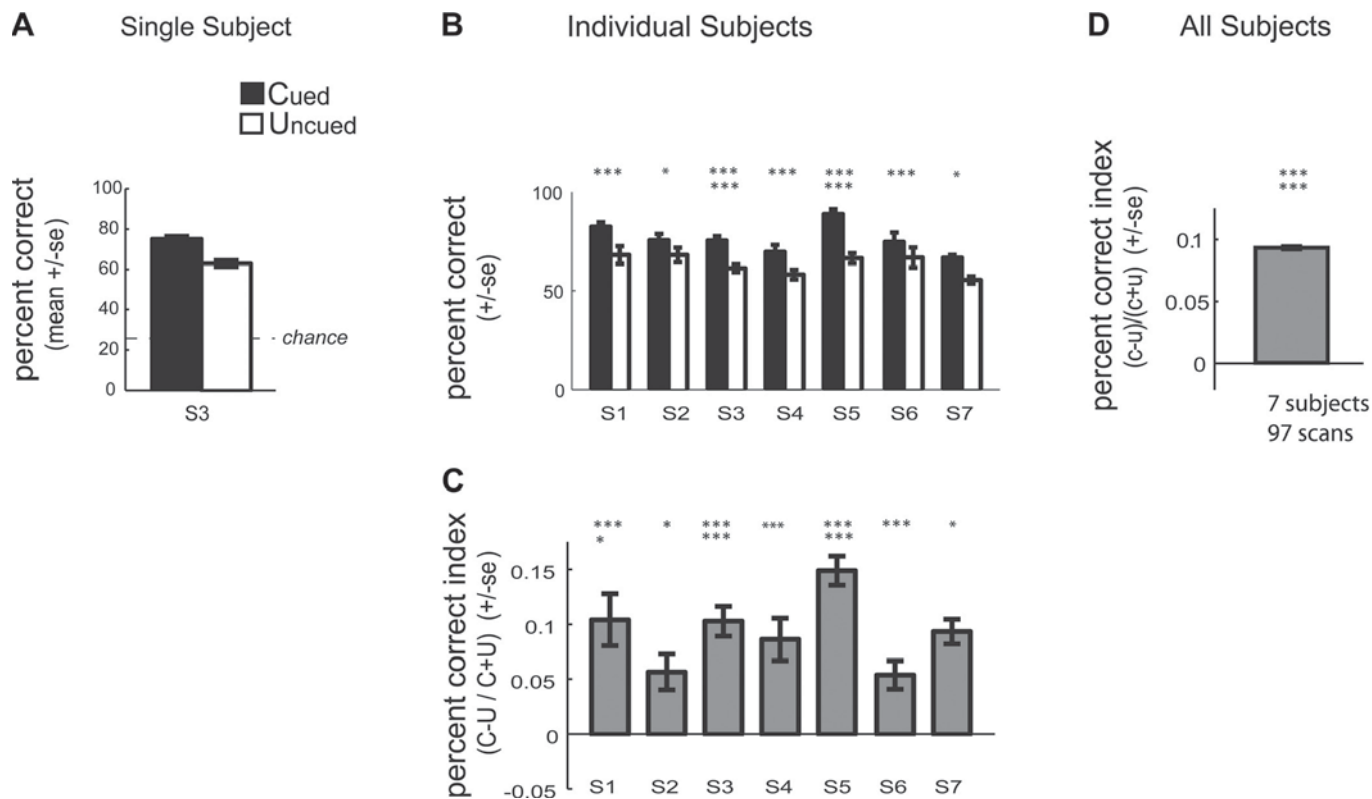 A Single Subject
Cued
Uncued
percent correct
(mean +/-se)
100
80
60
40
20
0
chance
S3
B Individual Subjects
percent correct
(+/-se)
*** * *** *** *** *** *
*** ***
100
50
0
S1 S2 S3 S4 S5 S6 S7
C
percent correct index
(C-U / C+U) (+/-se)
*** * *** *** *** *** *
* *** ***
0.15
0.1
0.05
0
-0.05
S1 S2 S3 S4 S5 S6 S7
D All Subjects
percent correct index
(c-u)/(c+u) (+/-se)
***
***
0.1
0.05
0
7 subjects
97 scans